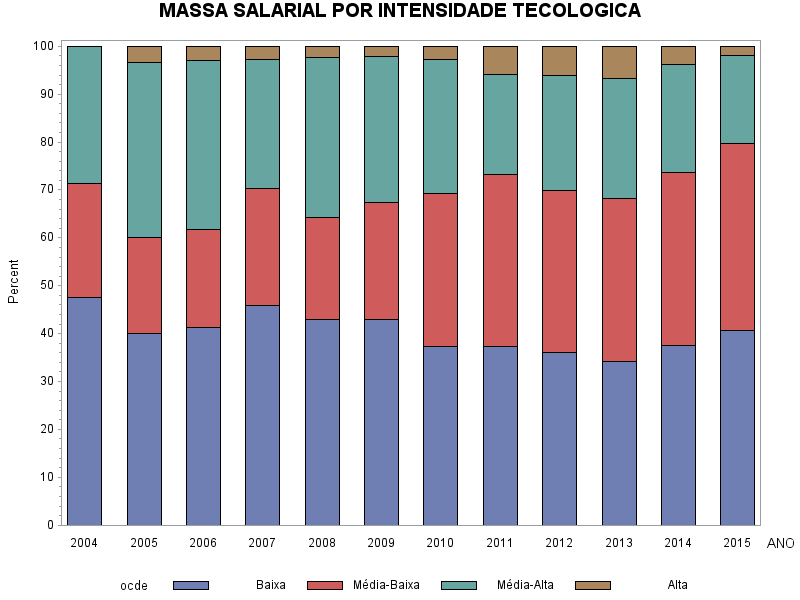 MASSA SALARIAL POR INTENSIDADE TECOLOGICA
Percent
100
90
80
70
60
50
40
30
20
10
0
2004 2005 2006 2007 2008 2009 2010 2011 2012 2013 2014 2015 ANO
ocde Baixa Média-Baixa Média-Alta Alta